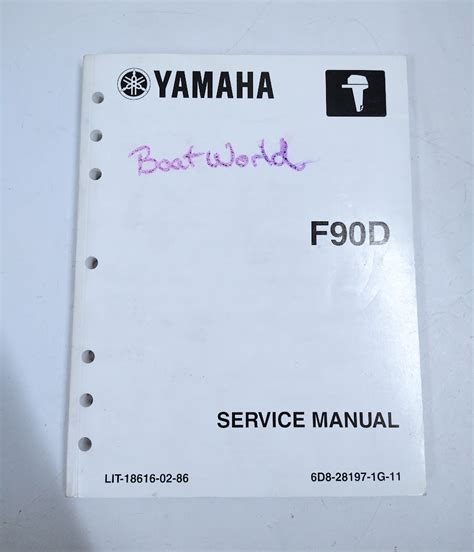 YAMAHA
Boat World
F90D
SERVICE MANUAL
LIT-18616-02-86 6D8-28197-1G-11